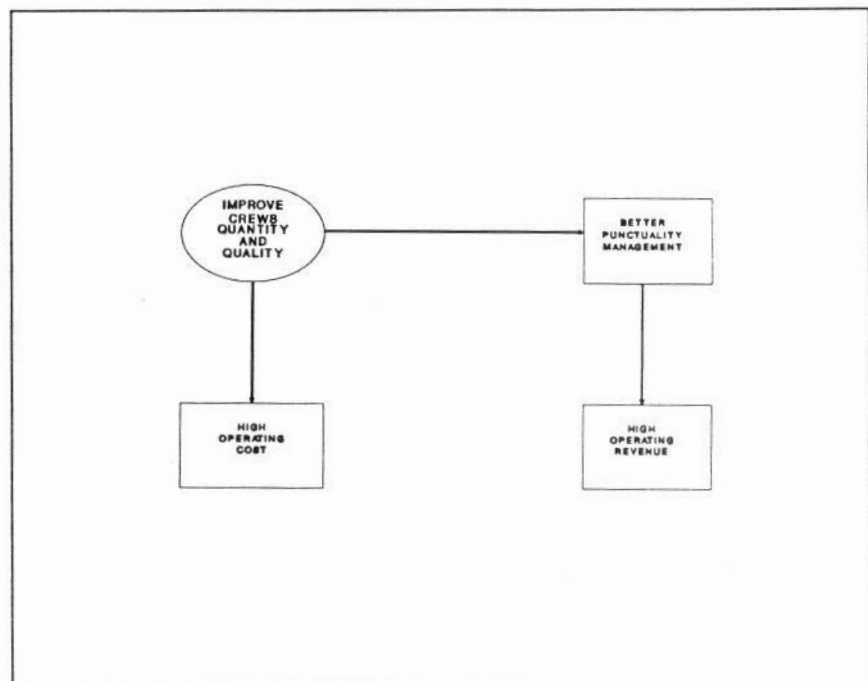 IMPROVE
CREWS
QUANTITY
AND
QUALITY
BETTER
PUNCTUALITY
MANAGEMENT
HIGH
OPERATING
COST
HIGH
OPERATING
REVENUE